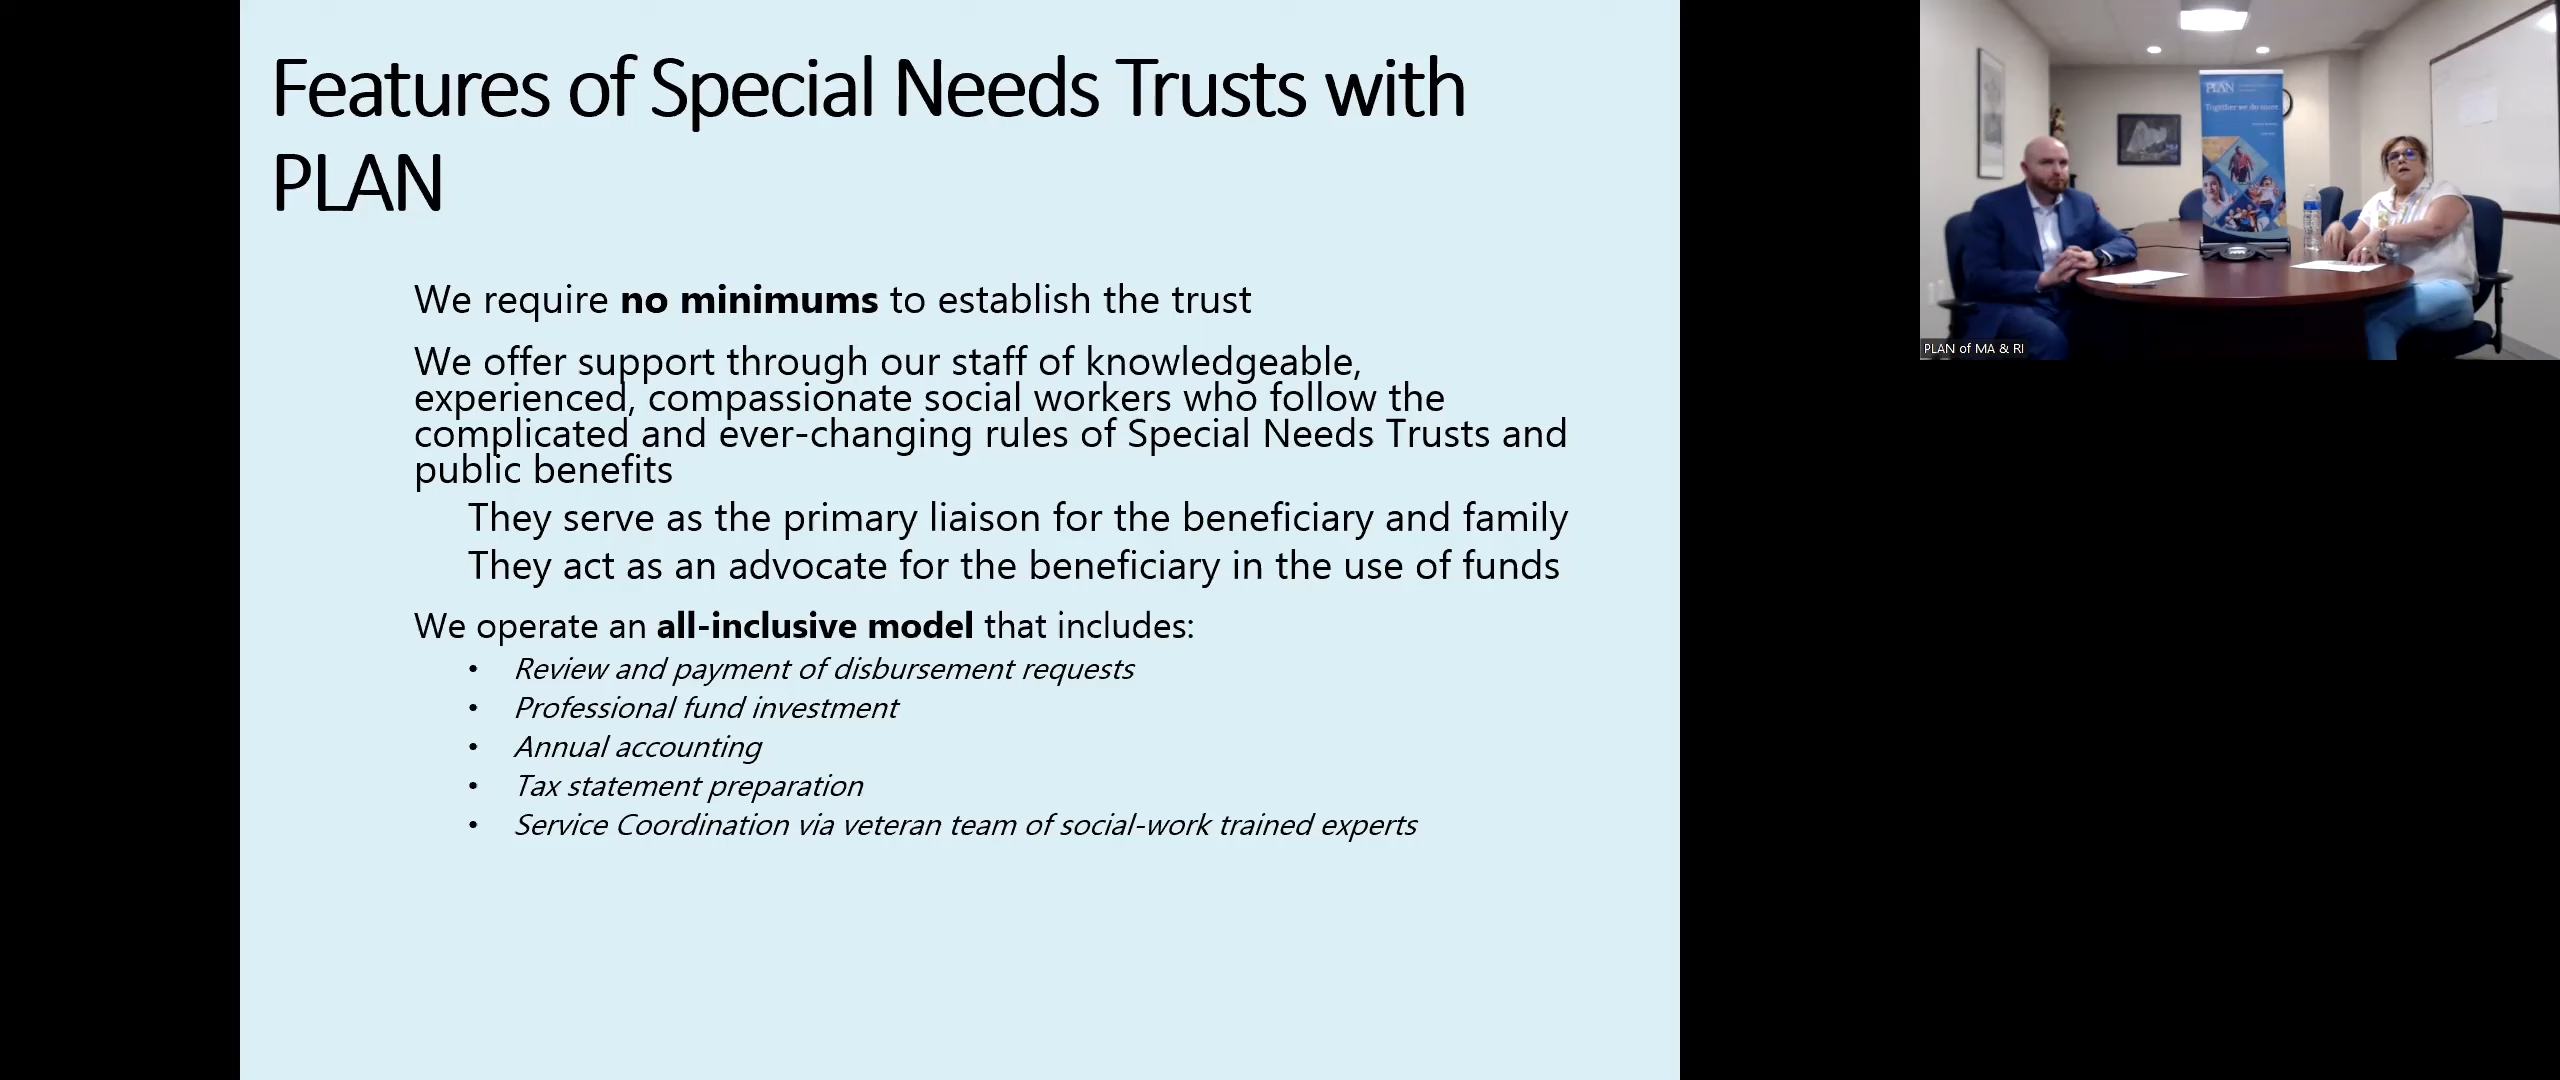 Features of Special Needs Trusts with
PLAN
We require no minimums to establish the trust
We offer support through our staff of knowledgeable,
experienced, compassionate social workers who follow the
complicated and ever-changing rules of Special Needs Trusts and
public benefits
They serve as the primary liaison for the beneficiary and family
They act as an advocate for the beneficiary in the use of funds
We operate an all-inclusive model that includes:
• Review and payment of disbursement requests
• Professional fund investment
• Annual accounting
• Tax statement preparation
• Service Coordination via veteran team of social-work trained experts
PLAN
Together we do more
PLAN of MA & RI